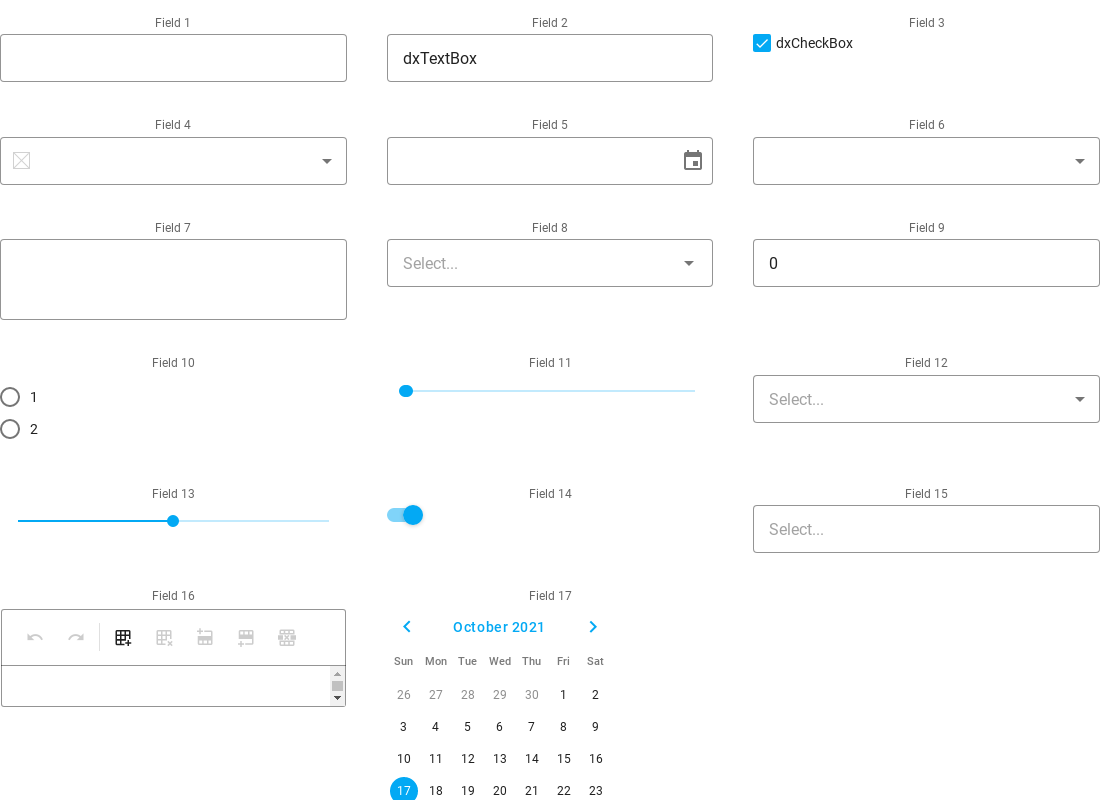 Field 1
Field 2
dxTextBox
Field 3
dxCheckBox
Field 4
Field 5
Field 6
Field 7
Field 8
Select...
Field 9
0
Field 10
1
2
Field 11
Field 12
Select...
Field 13
Field 14
Field 15
Select...
Field 16
Field 17
October 2021
Sun Mon Tue Wed Thu Fri Sat
26 27 28 29 30 1 2
3 4 5 6 7 8 9
10 11 12 13 14 15 16
17 18 19 20 21 22 23